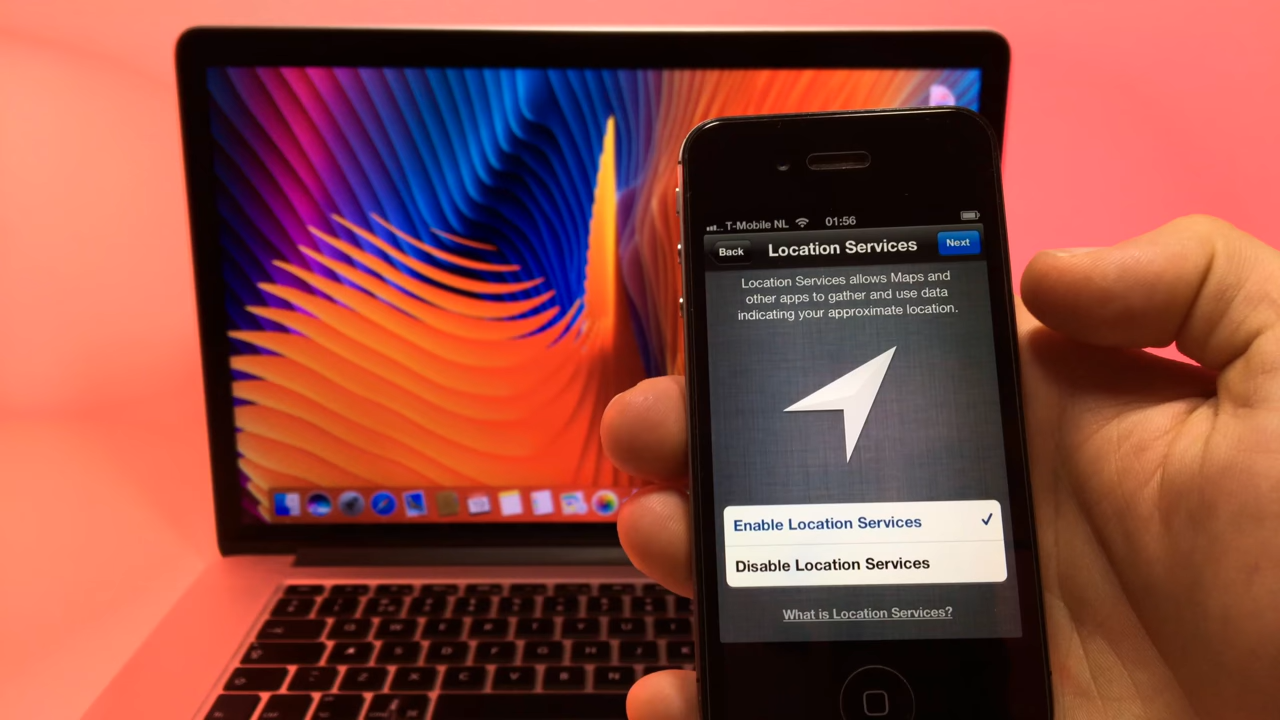 T-Mobile NL 01:56
Back Location Services Next
Location Services allows Maps and
other apps to gather and use data
indicating your approximate location.
Enable Location Services
Disable Location Services
What is Location Services?